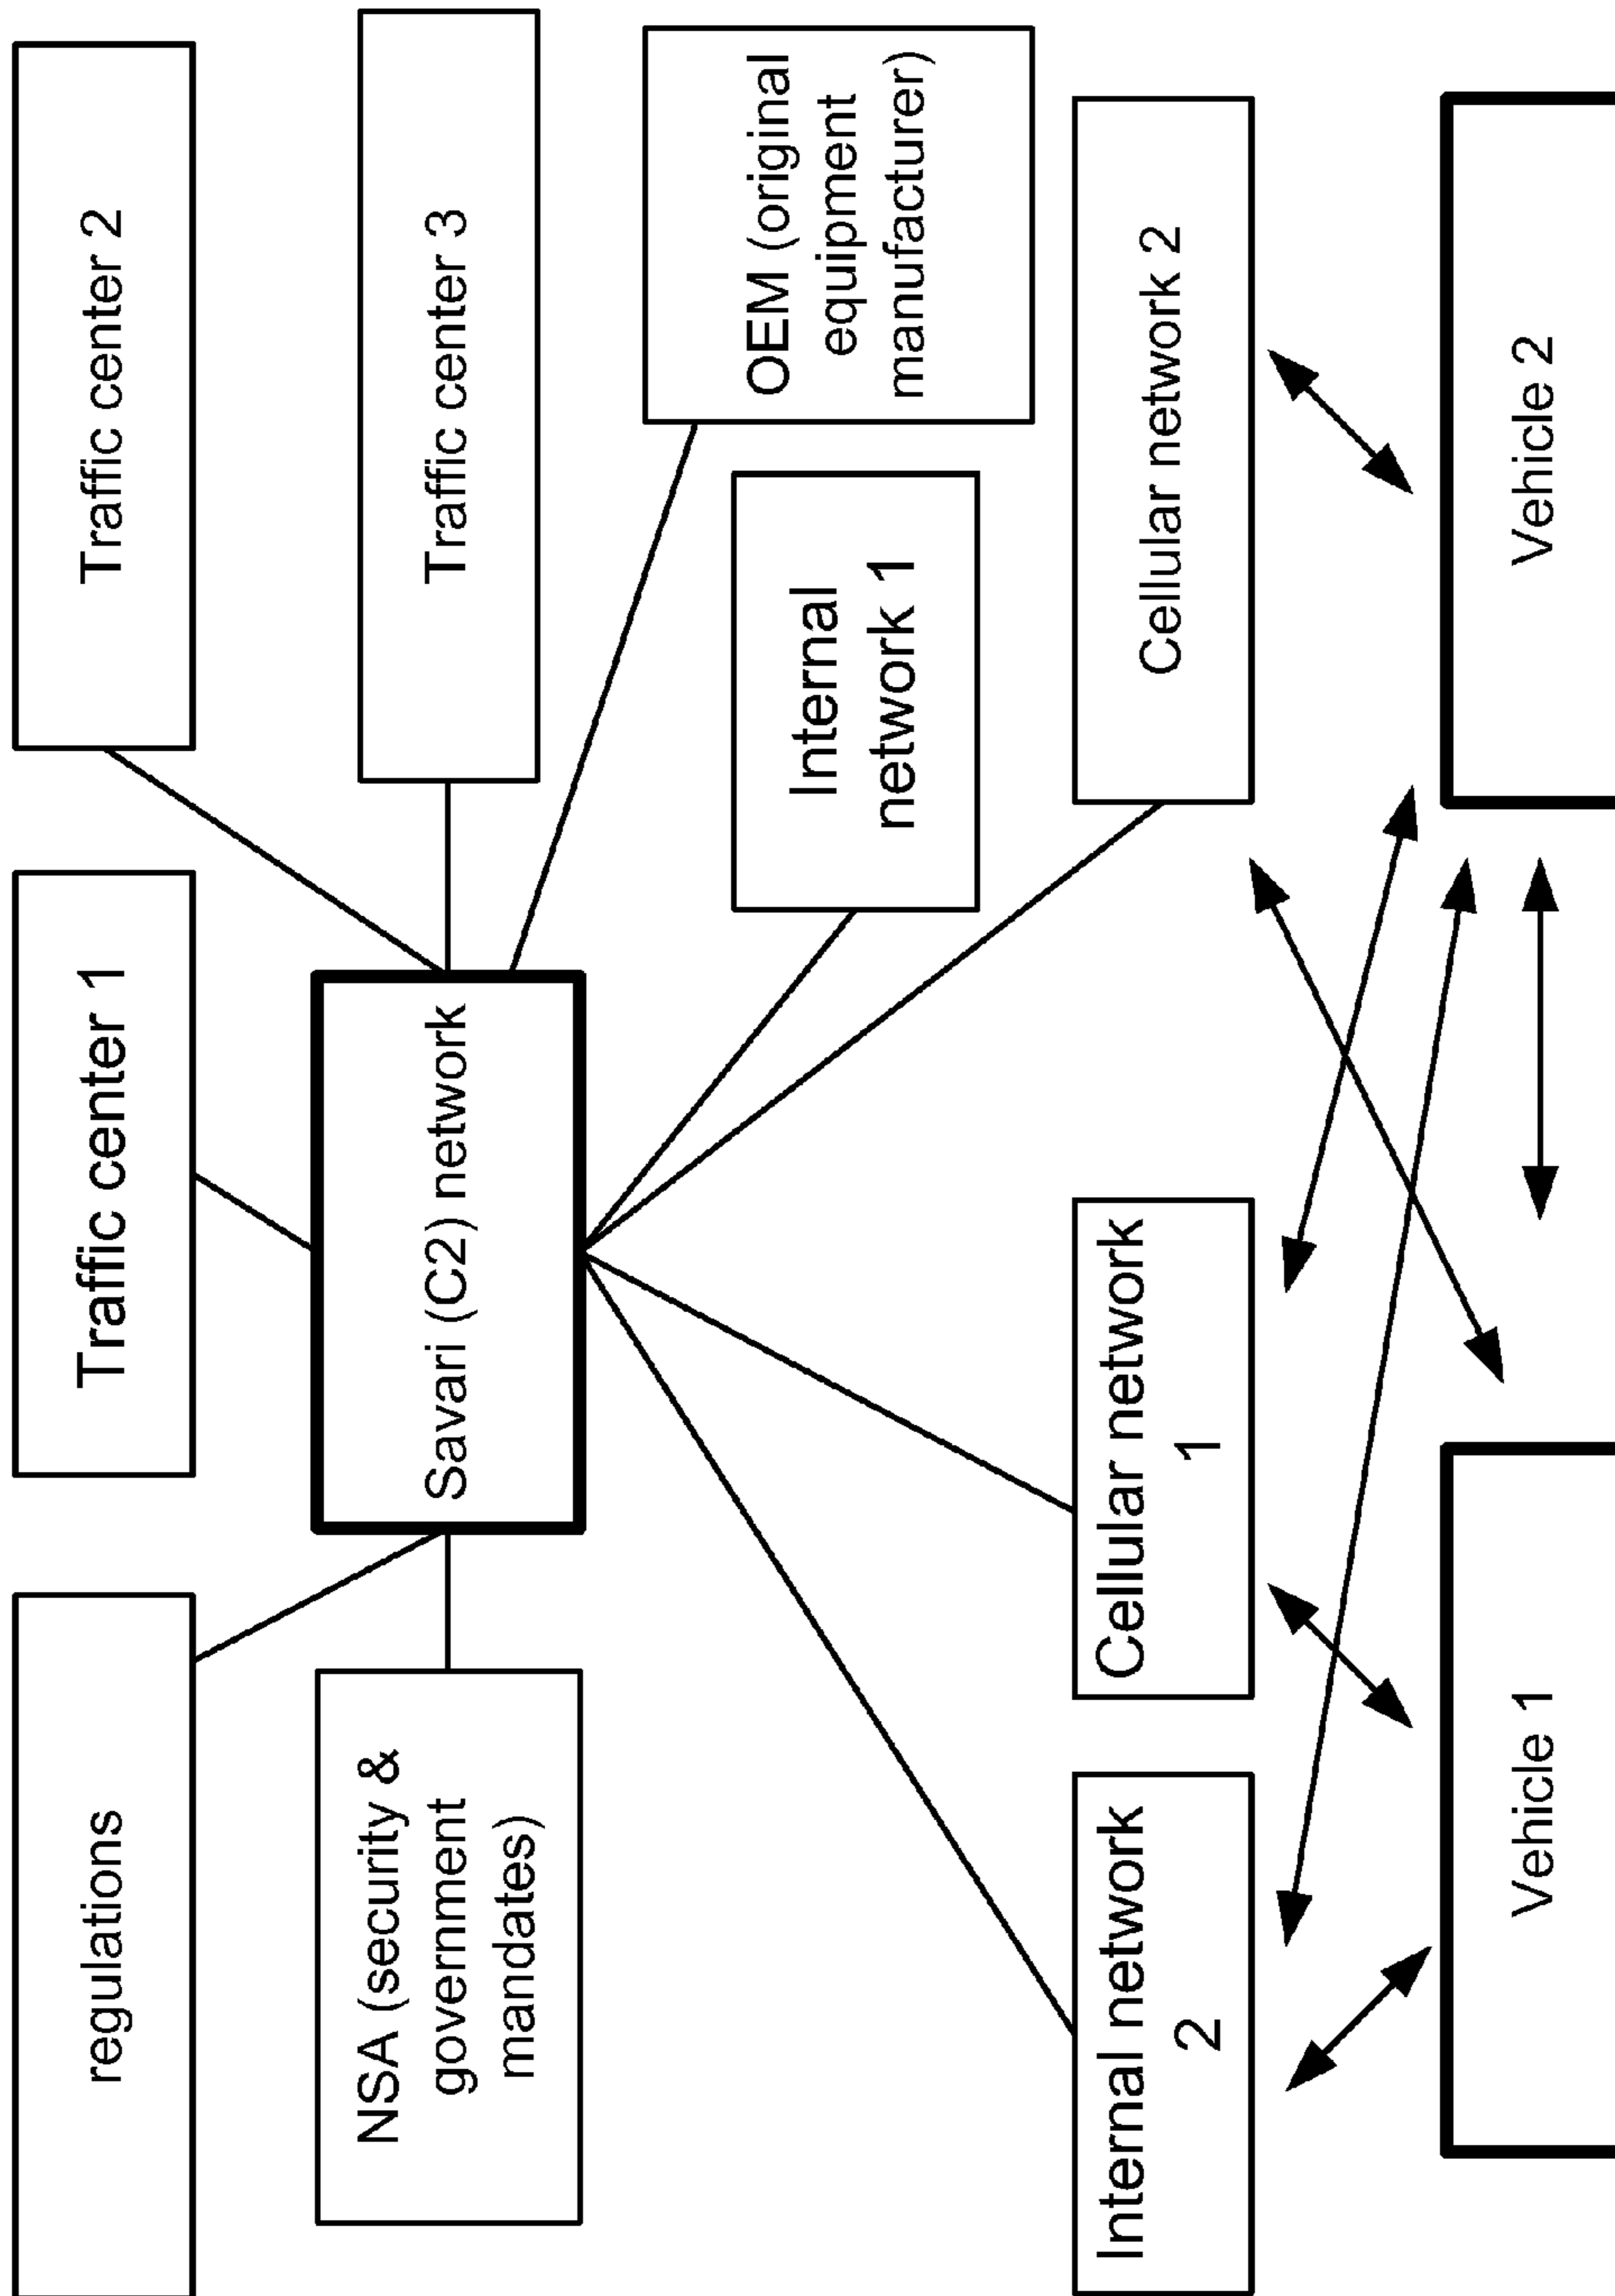 regulations
Traffic center 1
Traffic center 2
NSA (security &
government
mandates)
Savari (C2) network
Traffic center 3
OEM (original
equipment
manufacturer)
Internal
network 1
Internal network
2
Cellular network
1
Cellular network 2
Vehicle 1
Vehicle 2